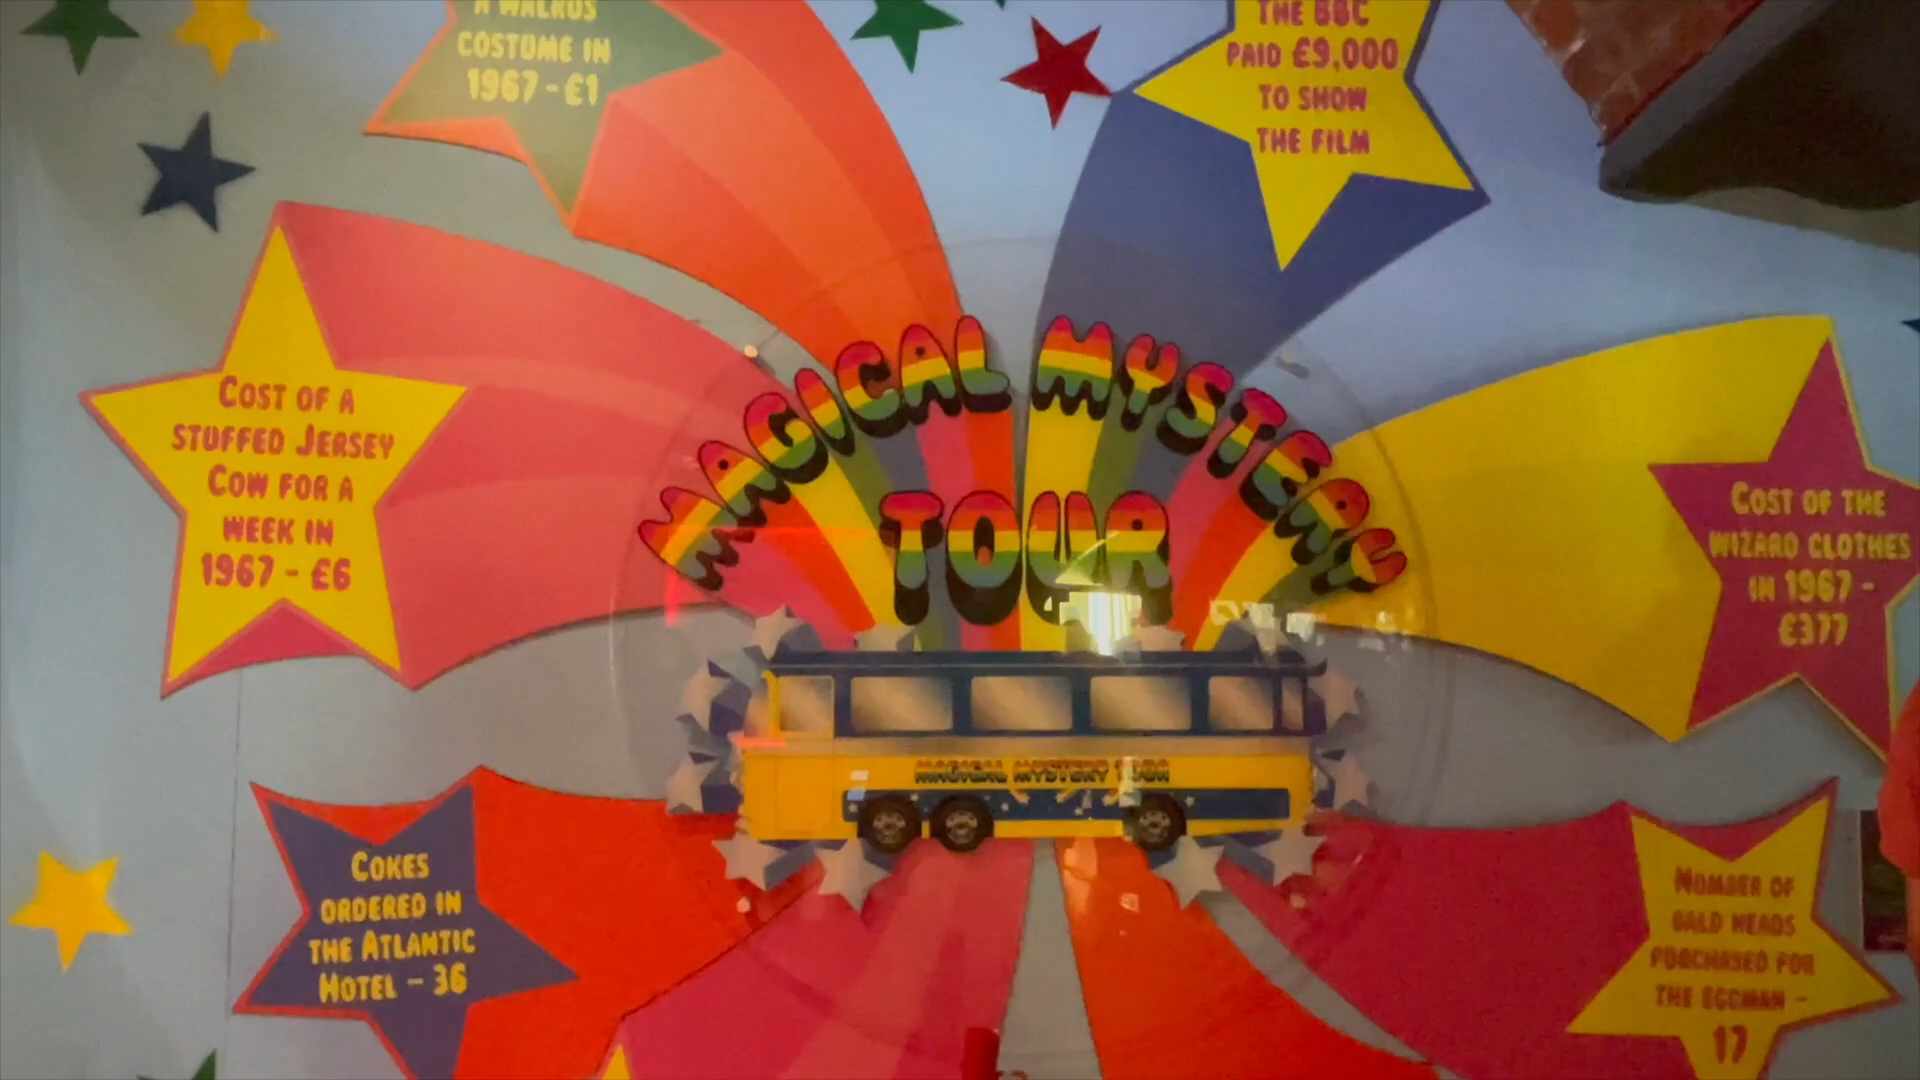 A WALRUS
COSTUME IN
1967 - £1
THE BBC
PAID £9,000
TO SHOW
THE FILM
COST OF A
STUFFED JERSEY
COW FOR A
WEEK IN
1967 - £6
MAGICAL MYSTERY
TOUR
COST OF THE
WIZARD CLOTHES
IN 1967 -
£377
MAGICAL MYSTERY TOUR
COKES
ORDERED IN
THE ATLANTIC
HOTEL - 36
NUMBER OF
BALD HEADS
PURCHASED FOR
THE EGGMAN -
17